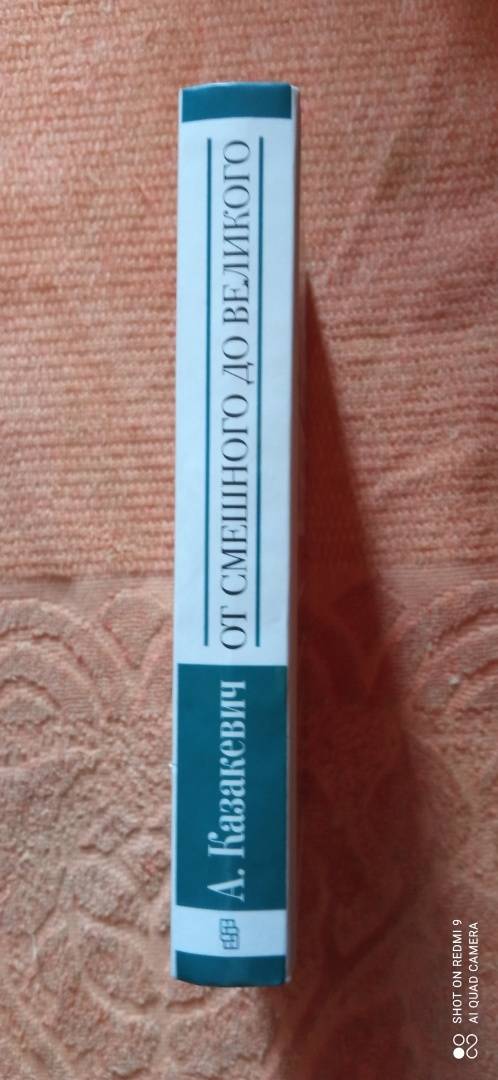 А. Казакевич
ОТ СМЕШНОГО ДО ВЕЛИКОГО
SHOT ON REDMI 9
AI QUAD CAMERA